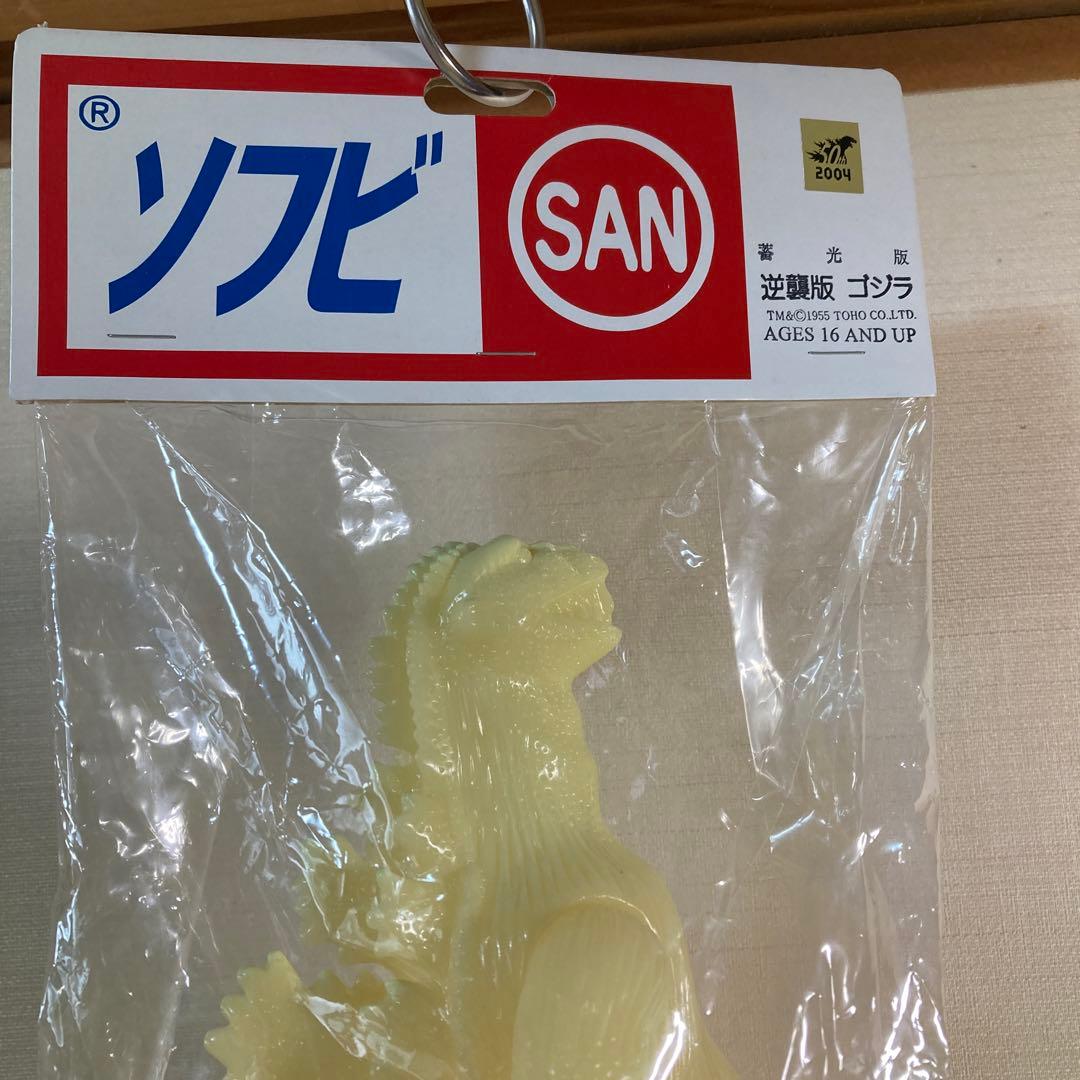 ® ソフビ
SAN
50th
2004
蓄光版
逆襲版 ゴジラ
TM&©1955 TOHO CO.,LTD.
AGES 16 AND UP